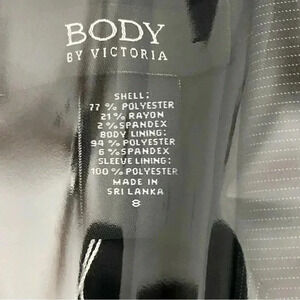 BODY
BY VICTORIA
SHELL:
77 % POLYESTER
21 % RAYON
2 % SPANDEX
BODY LINING:
94 % POLYESTER
6 % SPANDEX
SLEEVE LINING:
100 % POLYESTER
MADE IN
SRI LANKA
8